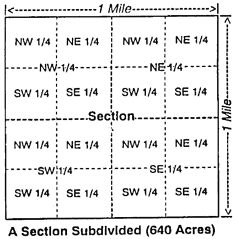 1 Mile
NW 1/4 NE 1/4 NW 1/4 NE 1/4
NW 1/4 NE 1/4
SW 1/4 SE 1/4 SW 1/4 SE 1/4
Section
1 Mile
NW 1/4 NE 1/4 NW 1/4 NE 1/4
SW 1/4 SE 1/4
SW 1/4 SE 1/4 SW 1/4 SE 1/4
A Section Subdivided (640 Acres)